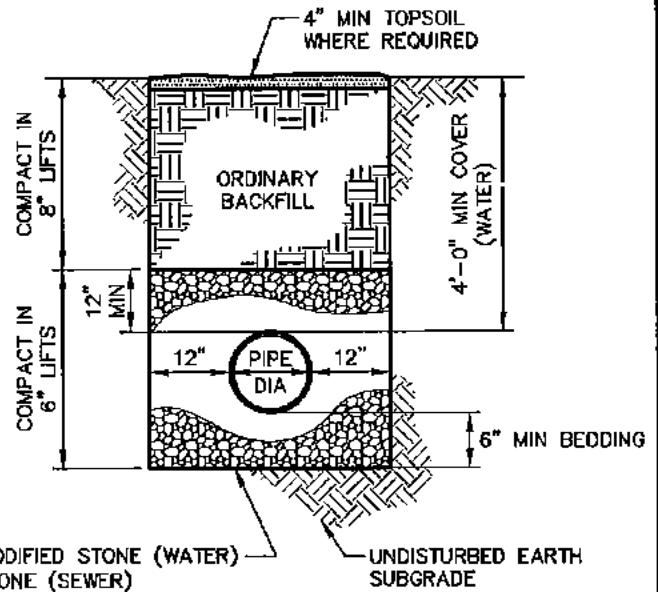 4" MIN TOPSOIL
WHERE REQUIRED
COMPACT IN
8" LIFTS
ORDINARY
BACKFILL
4'-0" MIN COVER
(WATER)
12"
MIN
COMPACT IN
6" LIFTS
12"
PIPE
DIA
12"
6" MIN BEDDING
ODIFIED STONE (WATER)
ONE (SEWER)
UNDISTURBED EARTH
SUBGRADE